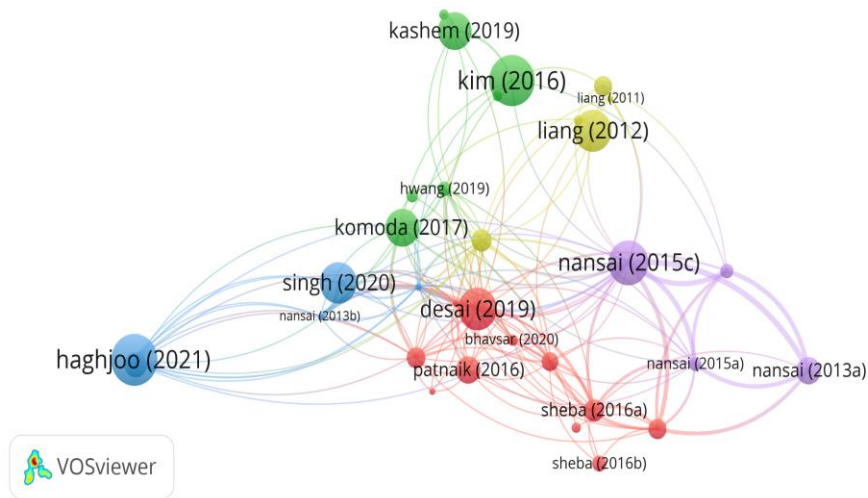 kashem (2019)
kim (2016)
liang (2011)
liang (2012)
hwang (2019)
komoda (2017)
nansai (2015c)
singh (2020)
desai (2019)
nansai (2013b)
bhavsar (2020)
haghjoo (2021)
patnaik (2016)
nansai (2015a)
nansai (2013a)
sheba (2016a)
sheba (2016b)
VOSviewer